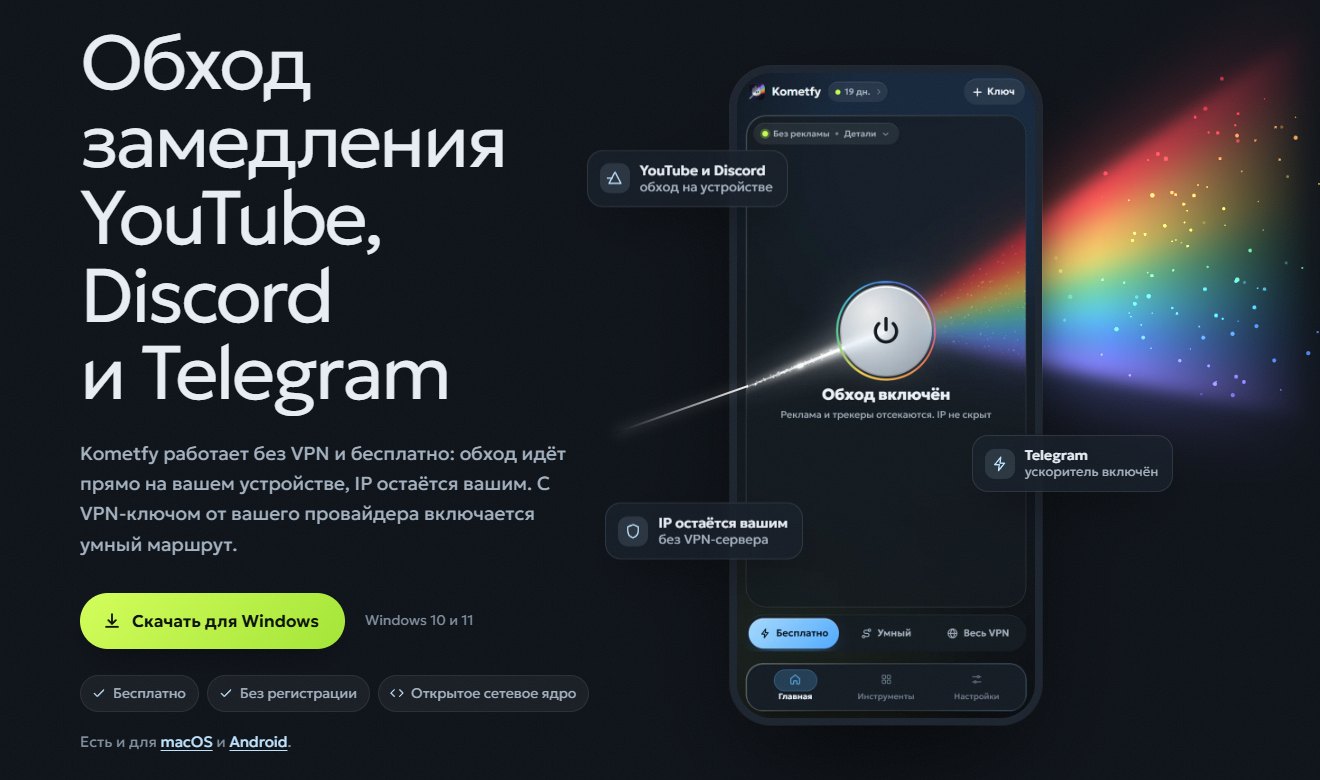 Обход
замедления
YouTube,
Discord
и Telegram
Kometfy работает без VPN и бесплатно: обход идёт
прямо на вашем устройстве, IP остаётся вашим. С
VPN-ключом от вашего провайдера включается
умный маршрут.
Скачать для Windows
Windows 10 и 11
Бесплатно
Без регистрации
Открытое сетевое ядро
Есть и для macOS и Android.
Kometfy
19 дн.
+ Ключ
Без рекламы • Детали
YouTube и Discord
обход на устройстве
Обход включён
Реклама и трекеры отсекаются. IP не скрыт
Telegram
ускоритель включён
IP остаётся вашим
без VPN-сервера
Бесплатно
Умный
Весь VPN
Главная
Инструменты
Настройки